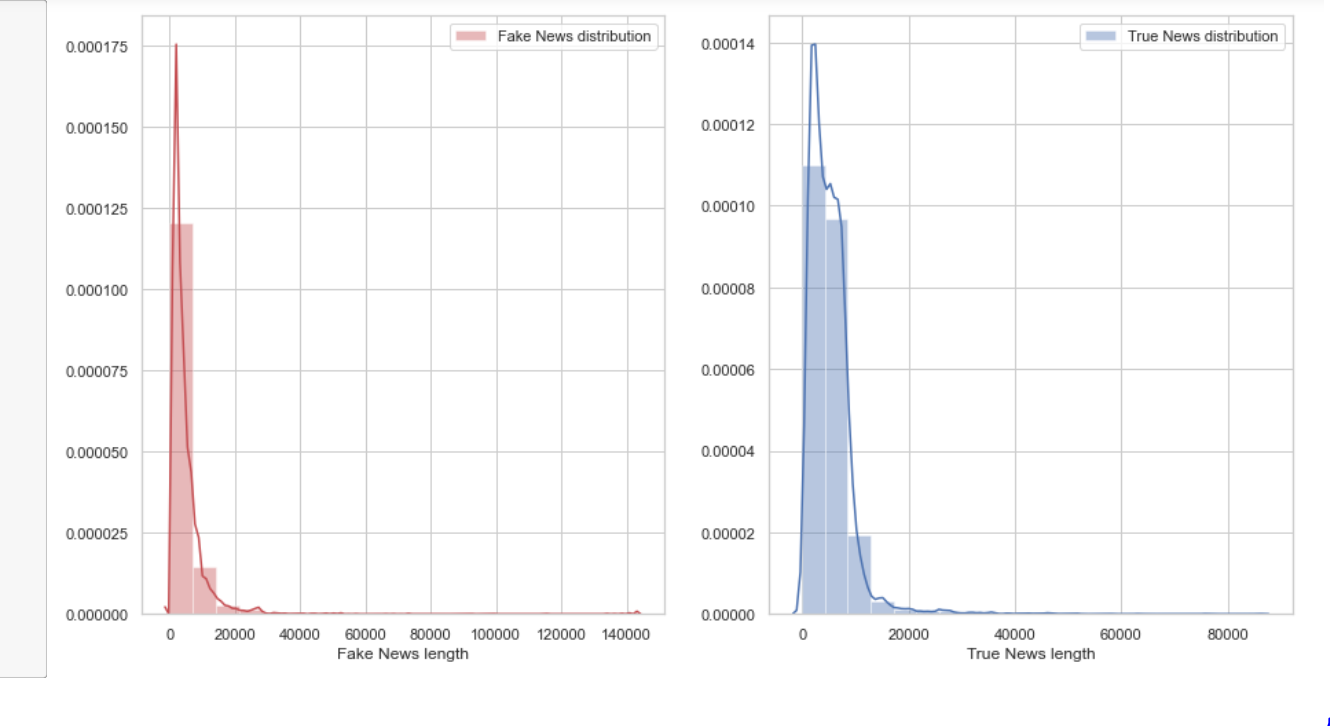 Fake News distribution
0.000175
0.000150
0.000125
0.000100
0.000075
0.000050
0.000025
0.000000
0 20000 40000 60000 80000 100000 120000 140000
Fake News length
True News distribution
0.00014
0.00012
0.00010
0.00008
0.00006
0.00004
0.00002
0.00000
0 20000 40000 60000 80000
True News length